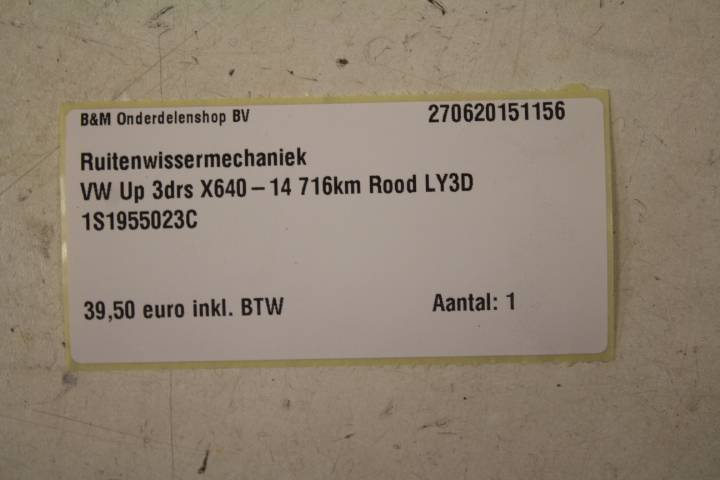 B&M Onderdelenshop BV 270620151156
Ruitenwissermechaniek
VW Up 3drs X640 – 14 716km Rood LY3D
1S1955023C
39,50 euro inkl. BTW Aantal: 1